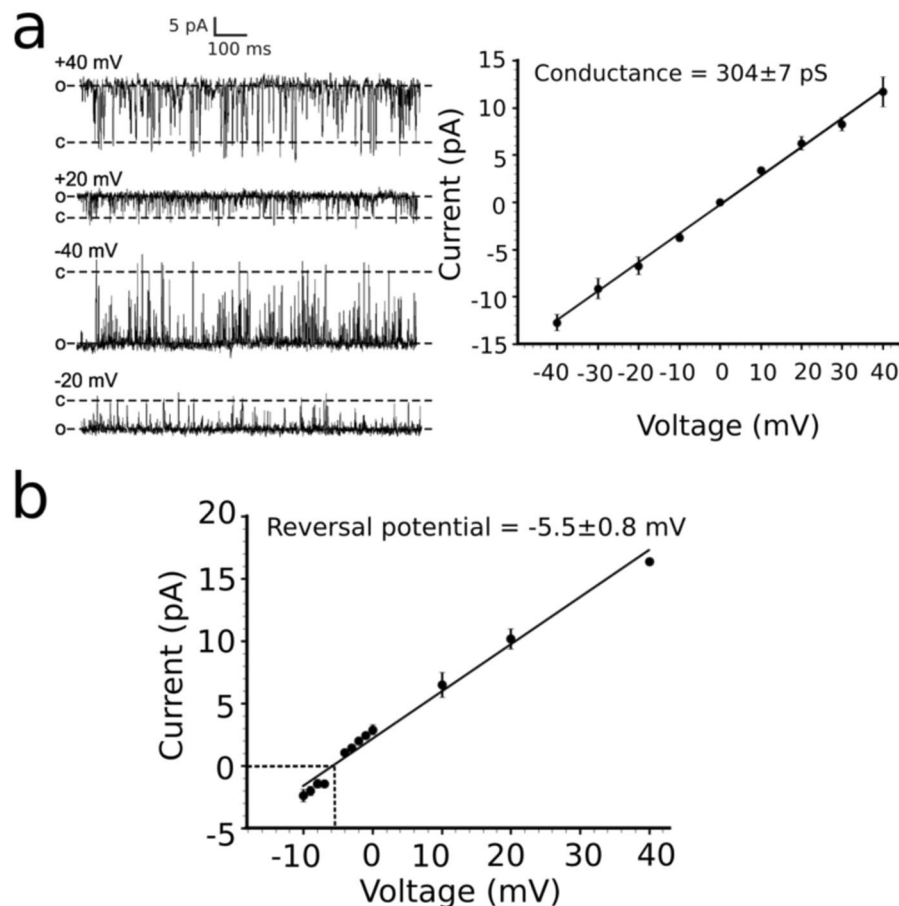 a
5 pA
100 ms
+40 mV
o
c
+20 mV
o
c
-40 mV
c
o
-20 mV
c
o
Conductance = 304±7 pS
Current (pA)
15
10
5
0
-5
-10
-15
-40 -30 -20 -10 0 10 20 30 40
Voltage (mV)
b
Reversal potential = -5.5±0.8 mV
Current (pA)
20
15
10
5
0
-5
-10 0 10 20 30 40
Voltage (mV)